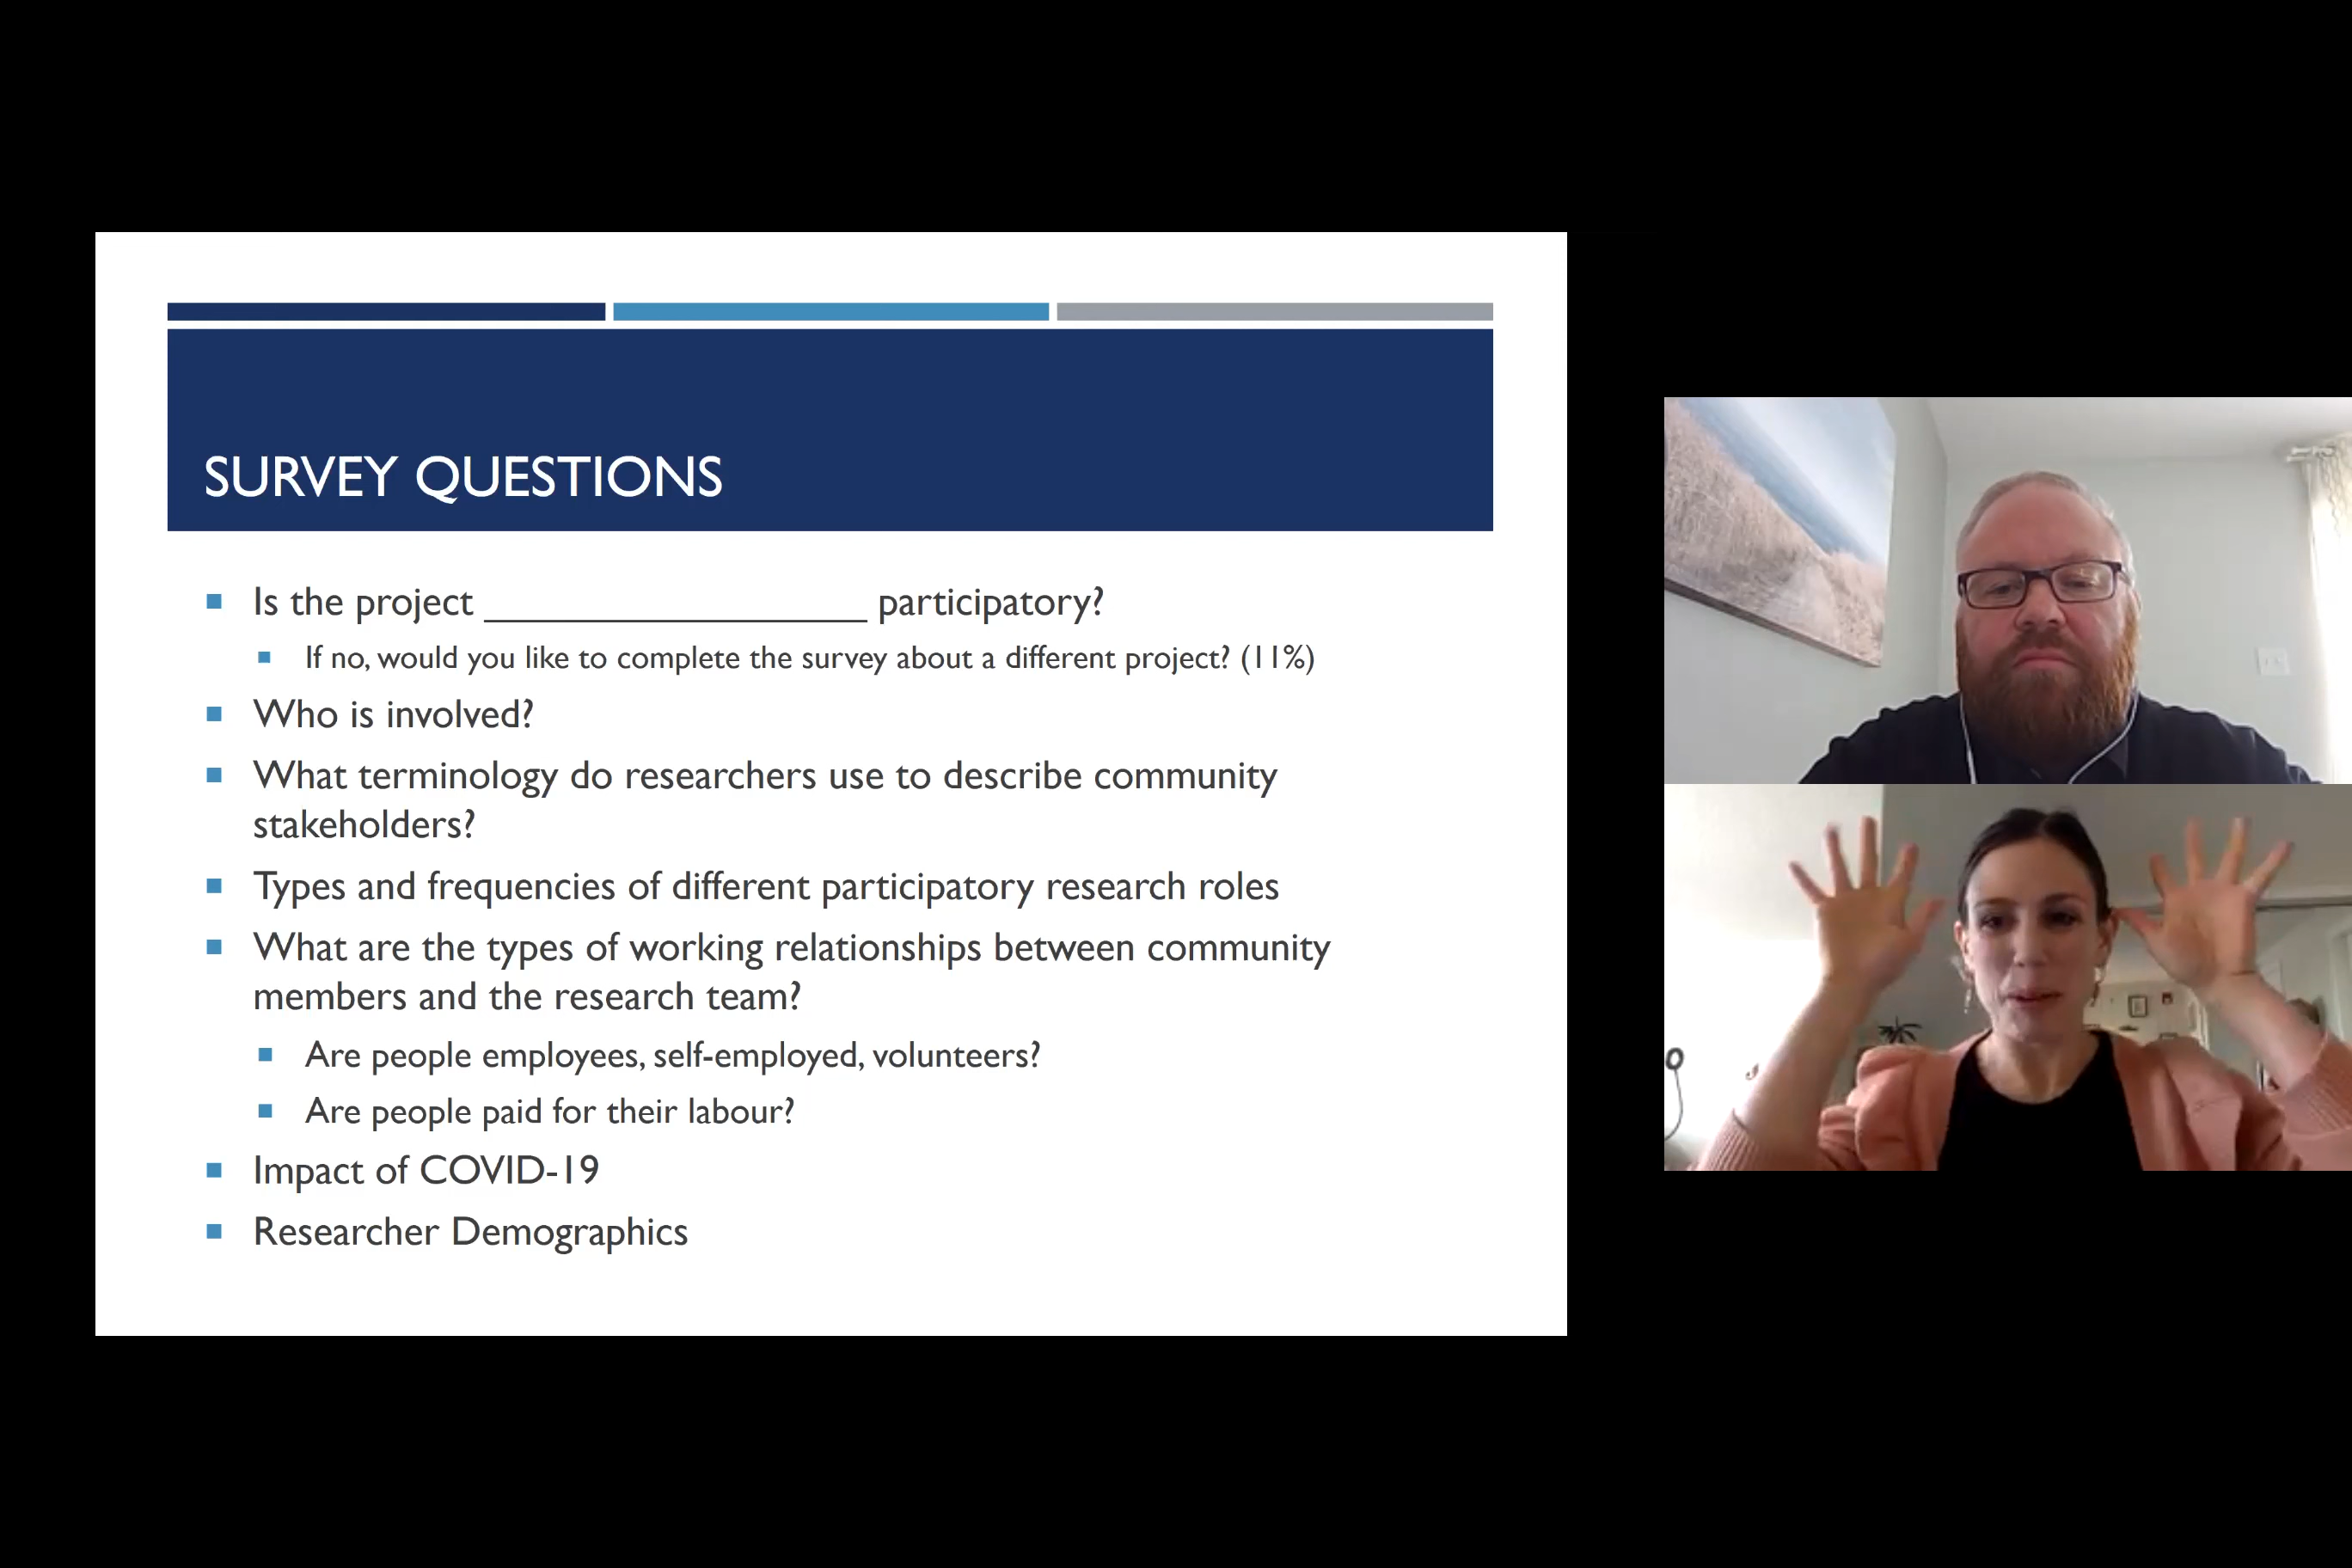 SURVEY QUESTIONS
Is the project __________________ participatory?
If no, would you like to complete the survey about a different project? (11%)
Who is involved?
What terminology do researchers use to describe community
stakeholders?
Types and frequencies of different participatory research roles
What are the types of working relationships between community
members and the research team?
Are people employees, self-employed, volunteers?
Are people paid for their labour?
Impact of COVID-19
Researcher Demographics